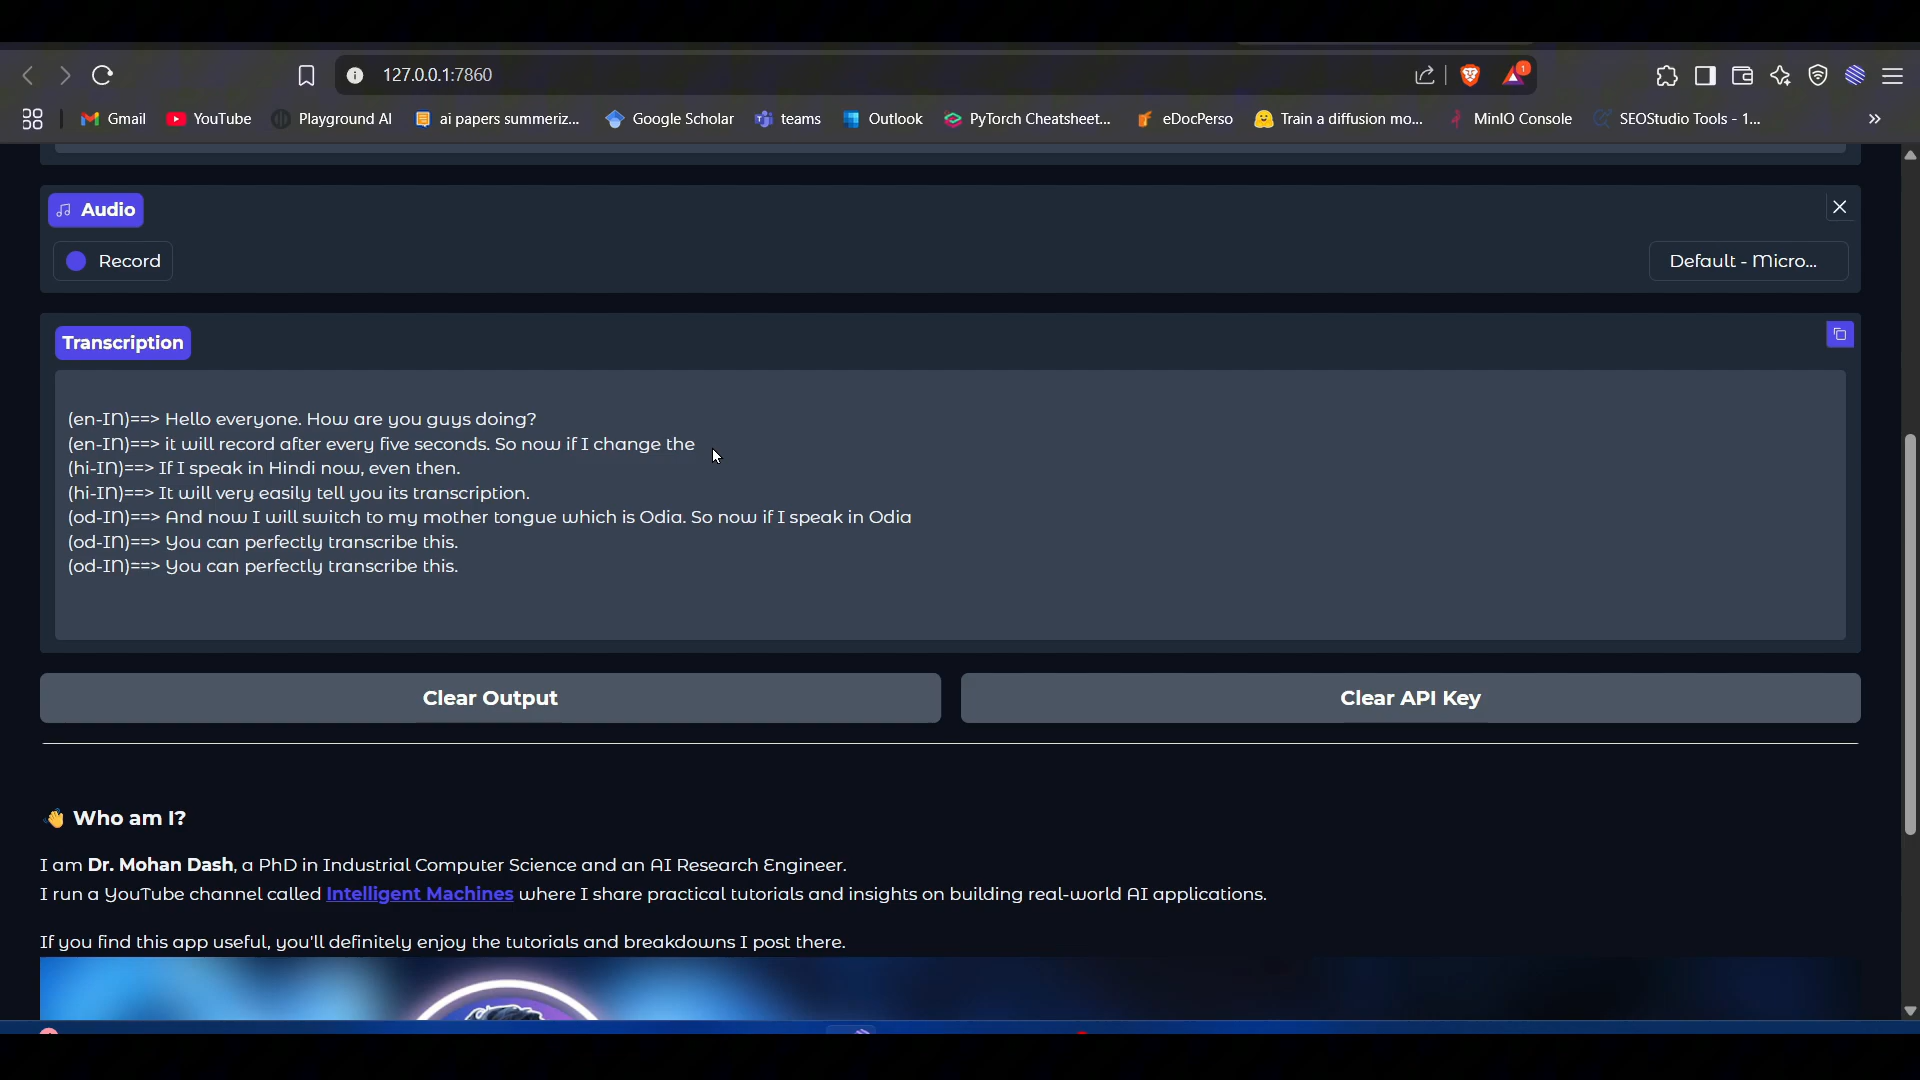 127.0.0.1:7860
1
Gmail
YouTube
Playground AI
ai papers summeriz...
Google Scholar
teams
Outlook
PyTorch Cheatsheet...
eDocPerso
Train a diffusion mo...
MinIO Console
SEOStudio Tools - 1...
Audio
Record
Default - Micro...
Transcription
(en-IN)==> Hello everyone. How are you guys doing?
(en-IN)==> it will record after every five seconds. So now if I change the
(hi-IN)==> If I speak in Hindi now, even then.
(hi-IN)==> It will very easily tell you its transcription.
(od-IN)==> And now I will switch to my mother tongue which is Odia. So now if I speak in Odia
(od-IN)==> You can perfectly transcribe this.
(od-IN)==> You can perfectly transcribe this.
Clear Output
Clear API Key
👋 Who am I?
I am Dr. Mohan Dash, a PhD in Industrial Computer Science and an AI Research Engineer.
I run a YouTube channel called Intelligent Machines where I share practical tutorials and insights on building real-world AI applications.
If you find this app useful, you'll definitely enjoy the tutorials and breakdowns I post there.